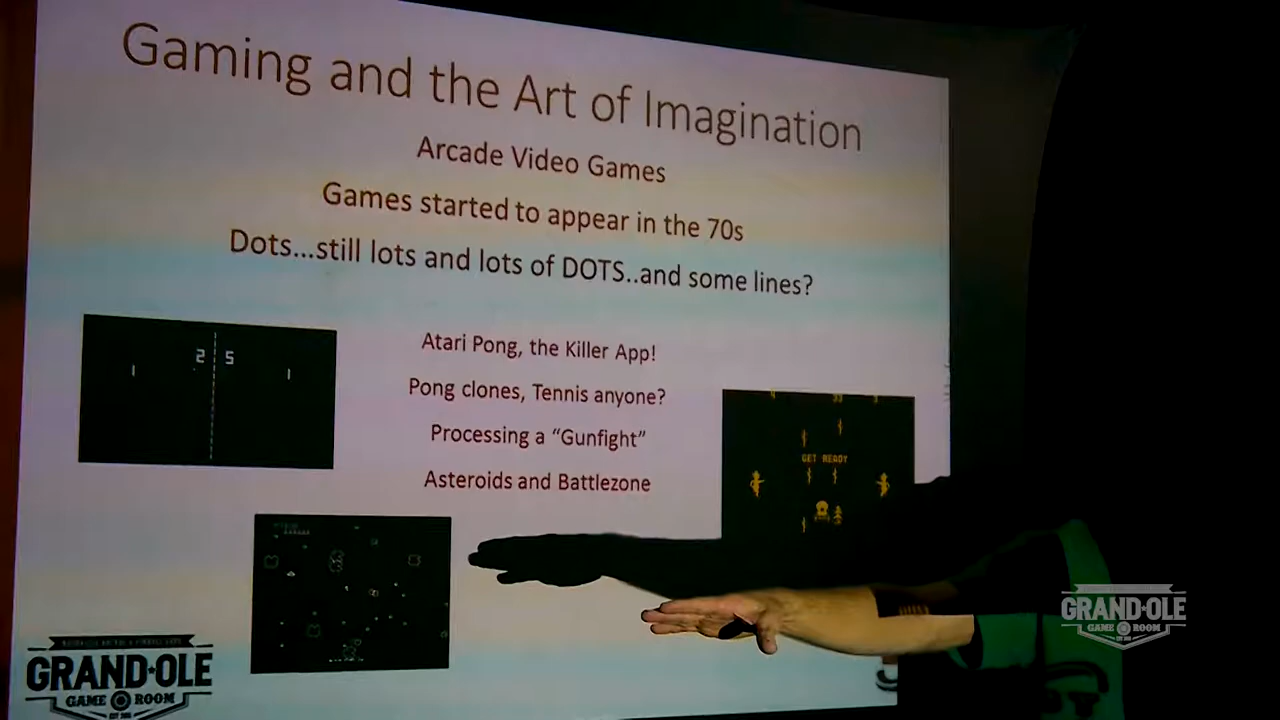 Gaming and the Art of Imagination
Arcade Video Games
Games started to appear in the 70s
Dots...still lots and lots of DOTS..and some lines?
2 5
Atari Pong, the Killer App!
Pong clones, Tennis anyone?
Processing a “Gunfight”
Asteroids and Battlezone
GET READY
GRAND·OLE
GAME ROOM
GRAND·OLE
GAME ROOM